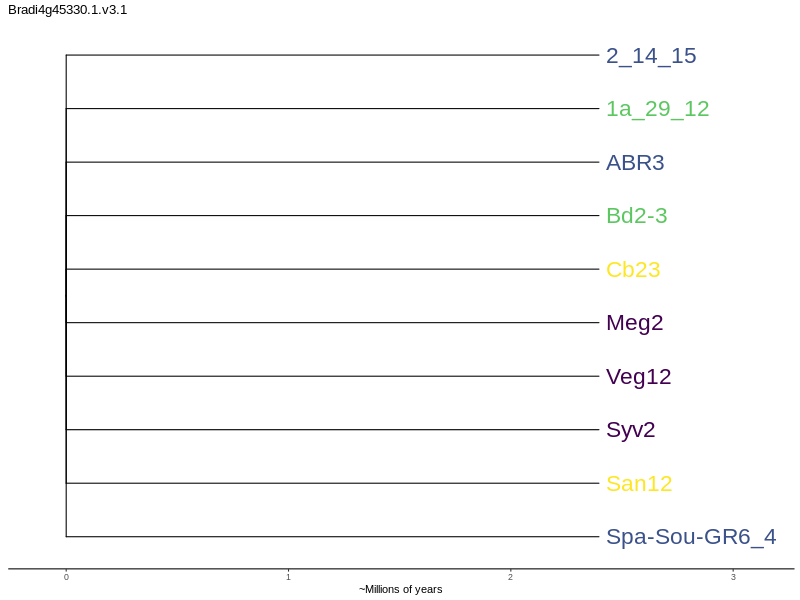 Bradi4g45330.1.v3.1
2_14_15
1a_29_12
ABR3
Bd2-3
Cb23
Meg2
Veg12
Syv2
San12
Spa-Sou-GR6_4
0 1 2 3
~Millions of years